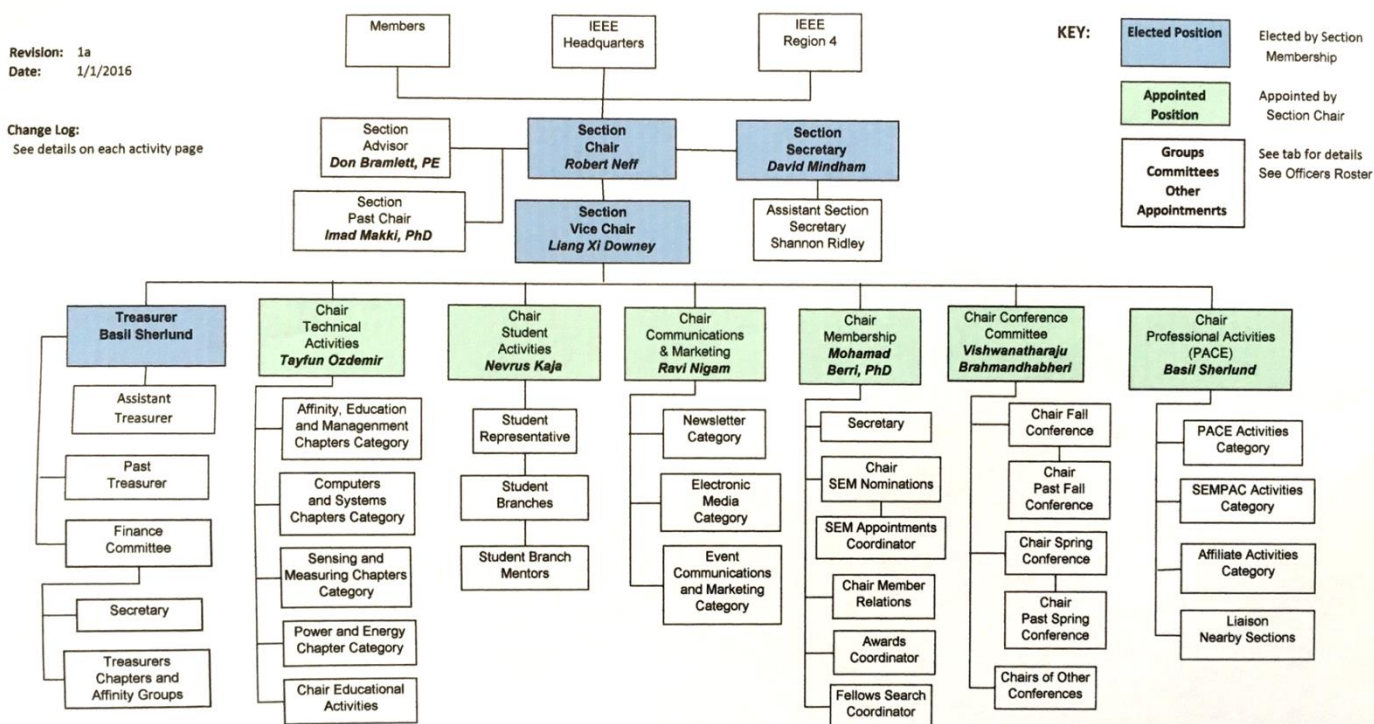 Revision: 1a
Date: 1/1/2016
Change Log:
See details on each activity page
Members
IEEE
Headquarters
IEEE
Region 4
KEY:
Elected Position
Elected by Section
Membership
Appointed
Position
Appointed by
Section Chair
Groups
Committees
Other
Appointmenrts
See tab for details
See Officers Roster
Section
Advisor
Don Bramlett, PE
Section
Chair
Robert Neff
Section
Secretary
David Mindham
Section
Past Chair
Imad Makki, PhD
Section
Vice Chair
Liang Xi Downey
Assistant Section
Secretary
Shannon Ridley
Treasurer
Basil Sherlund
Assistant
Treasurer
Past
Treasurer
Finance
Committee
Secretary
Treasurers
Chapters and
Affinity Groups
Chair
Technical
Activities
Tayfun Ozdemir
Affinity, Education
and Managenment
Chapters Category
Computers
and Systems
Chapters Category
Sensing and
Measuring Chapters
Category
Power and Energy
Chapter Category
Chair Educational
Activities
Chair
Student
Activities
Nevrus Kaja
Student
Representative
Student
Branches
Student Branch
Mentors
Chair
Communications
& Marketing
Ravi Nigam
Newsletter
Category
Electronic
Media
Category
Event
Communications
and Marketing
Category
Chair
Membership
Mohamad
Berri, PhD
Secretary
Chair
SEM Nominations
SEM Appointments
Coordinator
Chair Member
Relations
Awards
Coordinator
Fellows Search
Coordinator
Chair Conference
Committee
Vishwanatharaju
Brahmandhabheri
Chair Fall
Conference
Chair
Past Fall
Conference
Chair Spring
Conference
Chair
Past Spring
Conference
Chairs of Other
Conferences
Chair
Professional Activities
(PACE)
Basil Sherlund
PACE Activities
Category
SEMPAC Activities
Category
Affiliate Activities
Category
Liaison
Nearby Sections